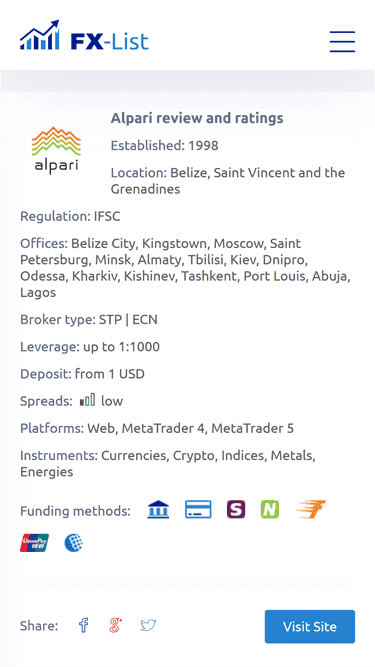 FX-List
Alpari review and ratings
Established: 1998
alpari
Location: Belize, Saint Vincent and the
Grenadines
Regulation: IFSC
Offices: Belize City, Kingstown, Moscow, Saint
Petersburg, Minsk, Almaty, Tbilisi, Kiev, Dnipro,
Odessa, Kharkiv, Kishinev, Tashkent, Port Louis, Abuja,
Lagos
Broker type: STP | ECN
Leverage: up to 1:1000
Deposit: from 1 USD
Spreads: low
Platforms: Web, MetaTrader 4, MetaTrader 5
Instruments: Currencies, Crypto, Indices, Metals,
Energies
Funding methods: S N
UnionPay
Share: f g+ Visit Site